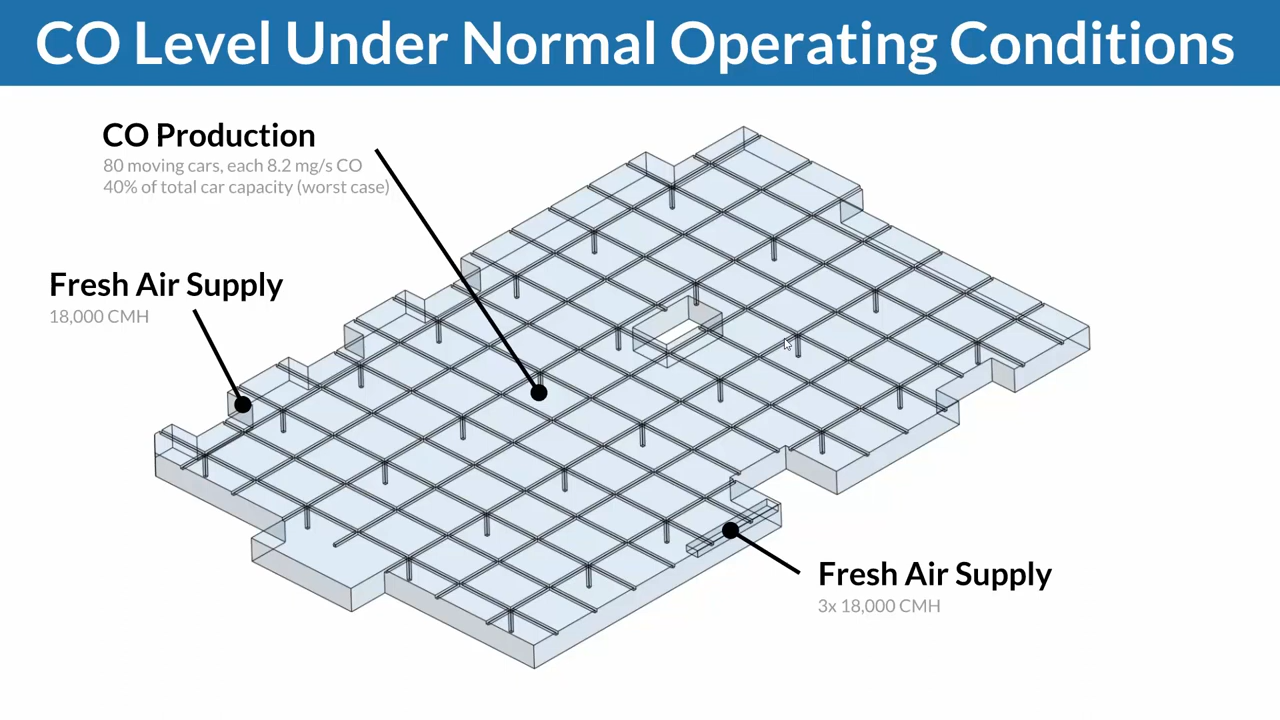 CO Level Under Normal Operating Conditions
CO Production
80 moving cars, each 8.2 mg/s CO
40% of total car capacity (worst case)
Fresh Air Supply
18,000 CMH
Fresh Air Supply
3x 18,000 CMH